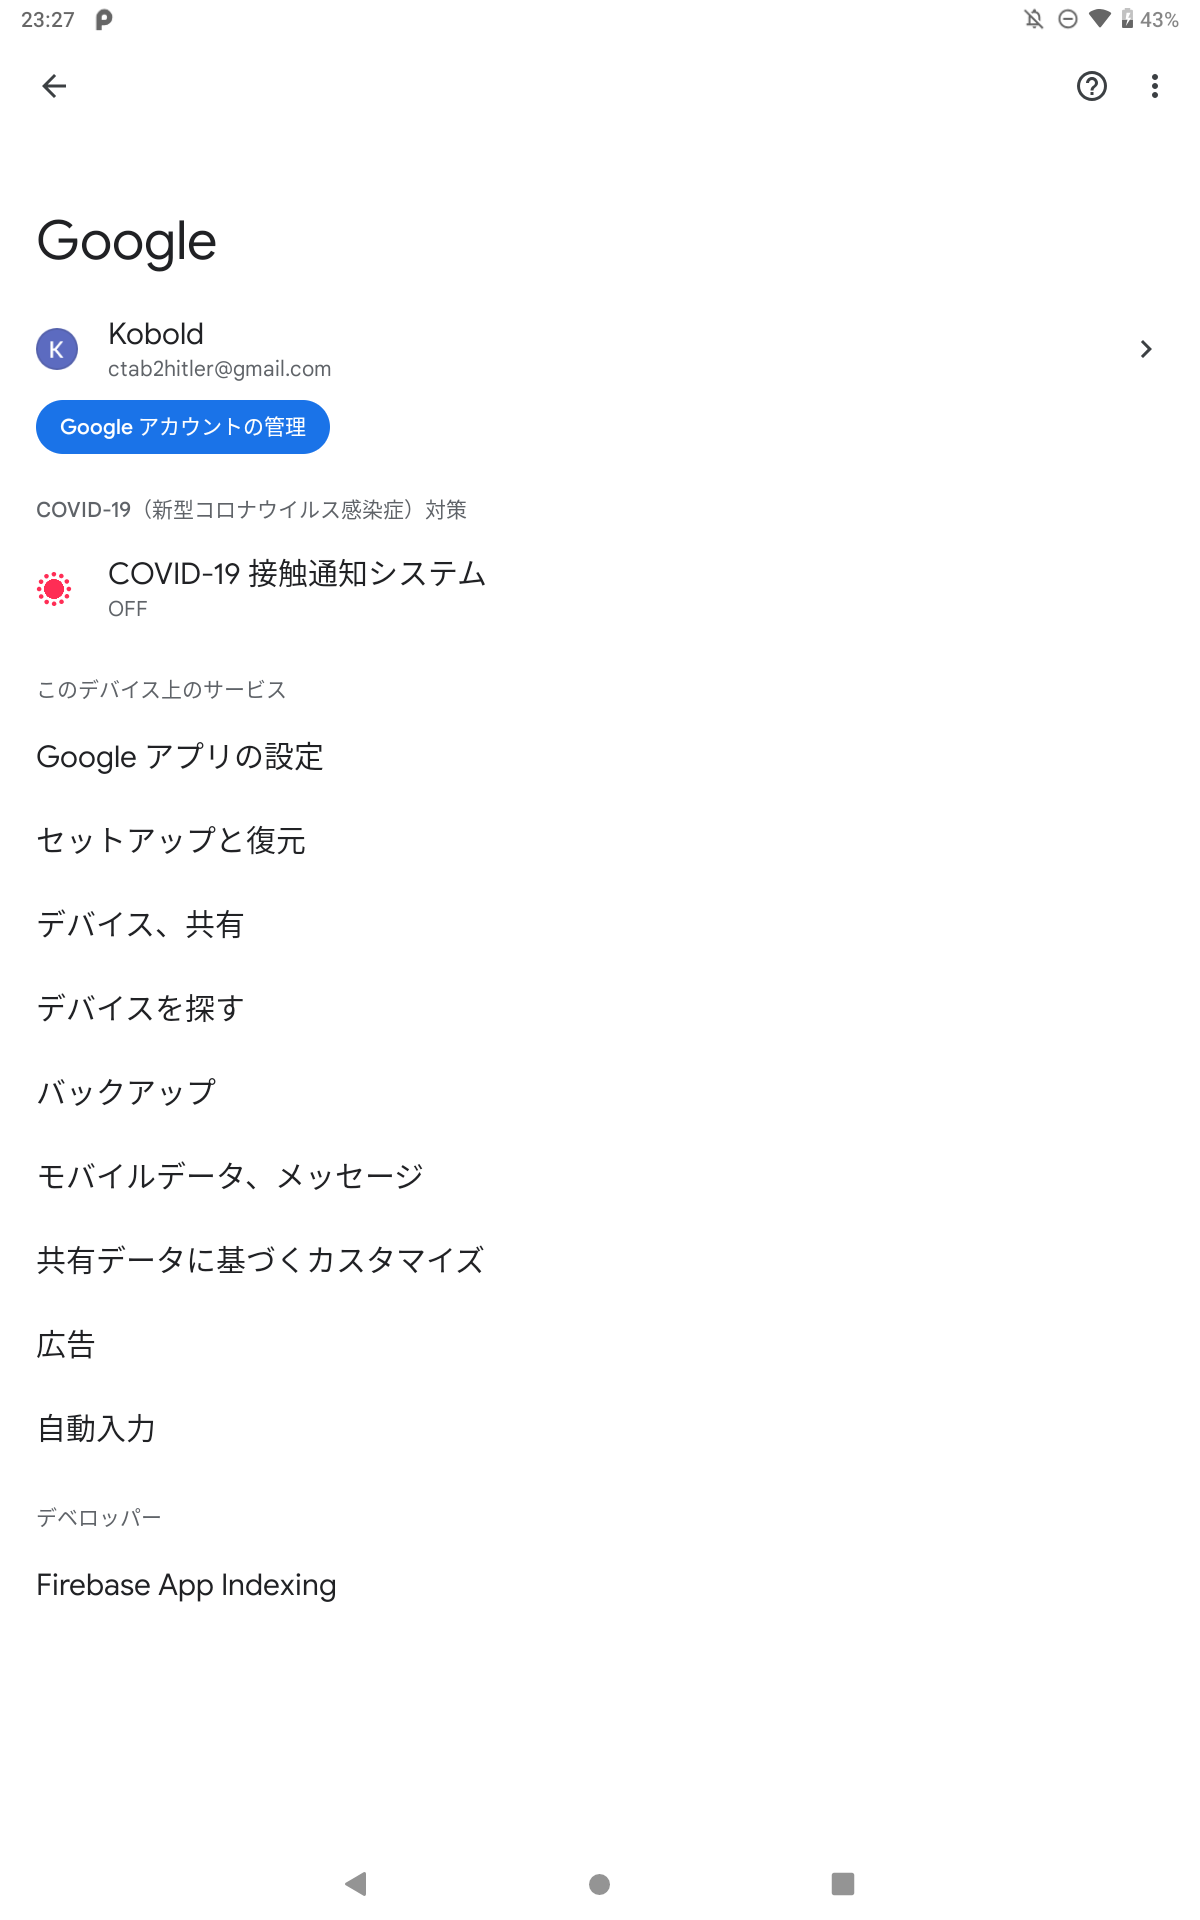 23:27
43%
Google
K
Kobold
ctab2hitler@gmail.com
Google アカウントの管理
COVID-19（新型コロナウイルス感染症）対策
COVID-19 接触通知システム
OFF
このデバイス上のサービス
Google アプリの設定
セットアップと復元
デバイス、共有
デバイスを探す
バックアップ
モバイルデータ、メッセージ
共有データに基づくカスタマイズ
広告
自動入力
デベロッパー
Firebase App Indexing